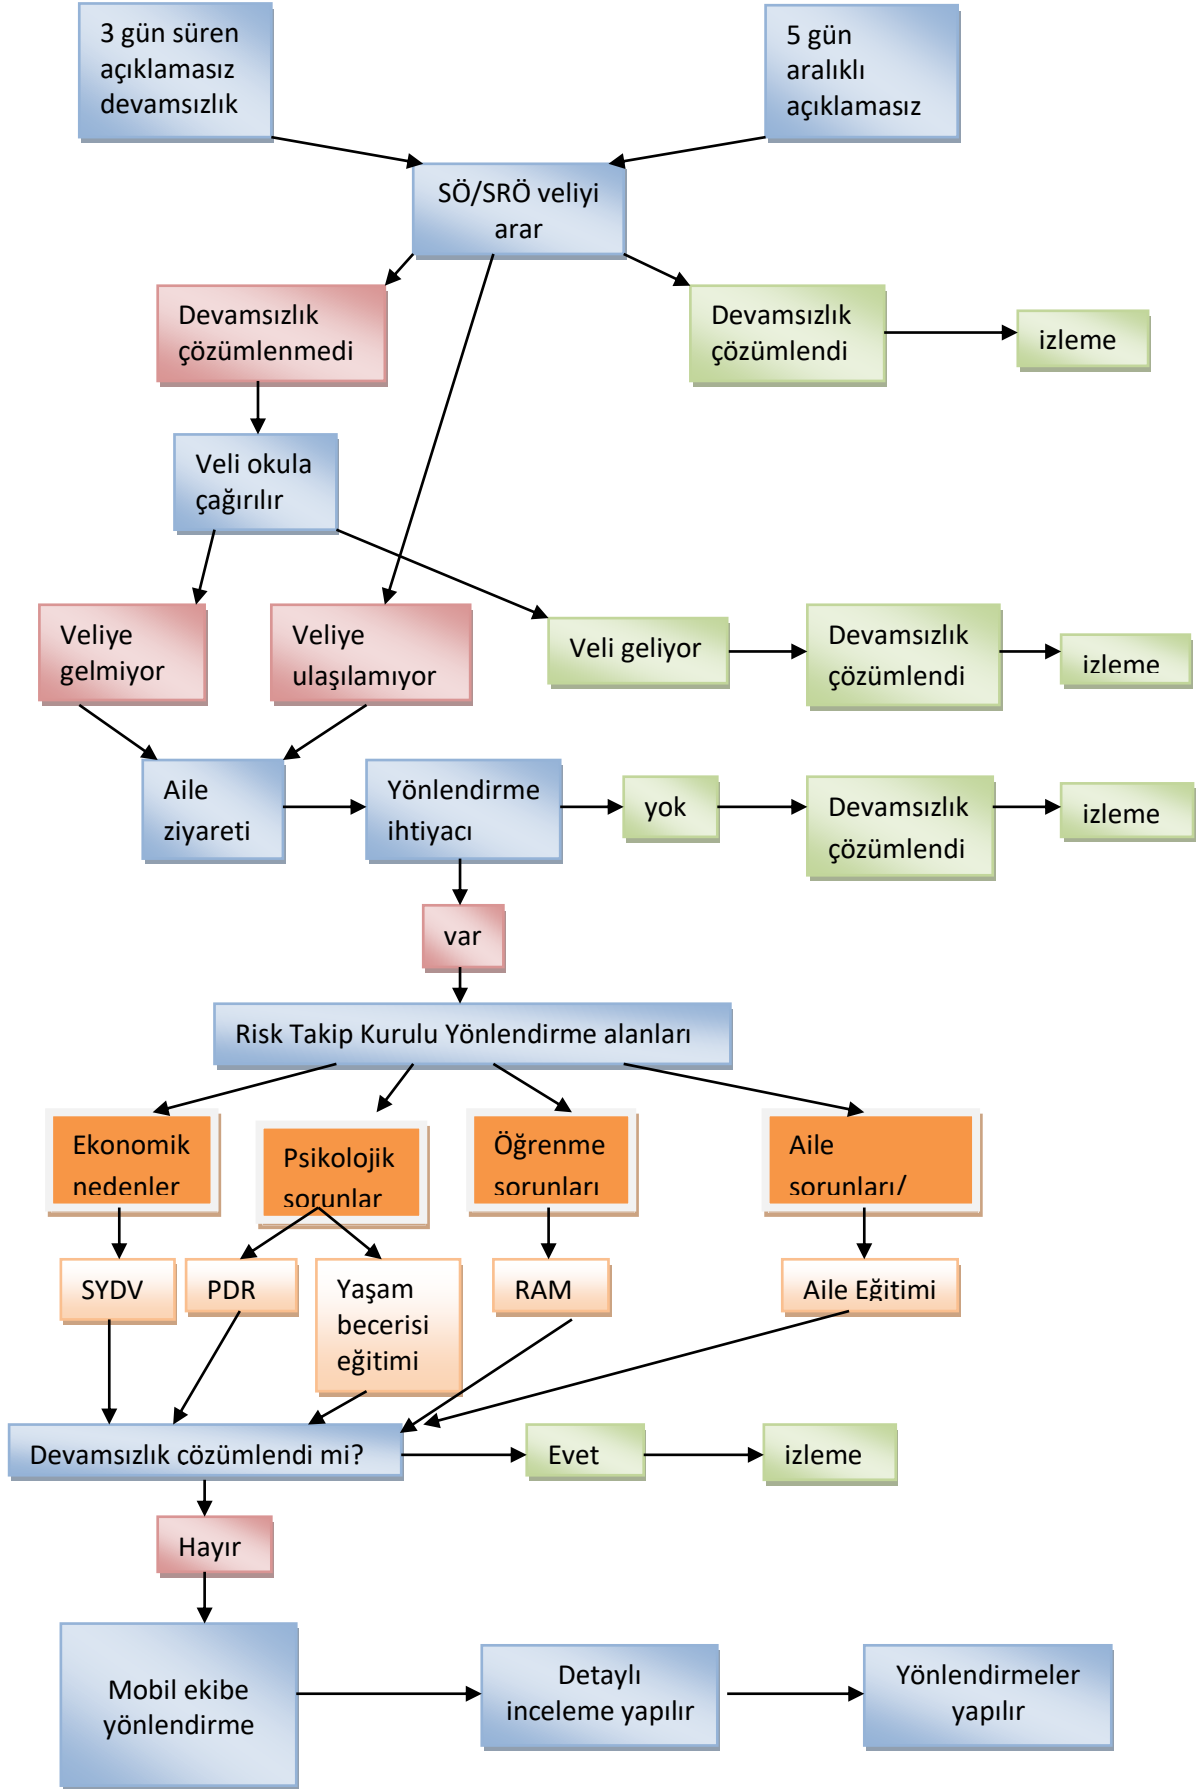 3 gün süren
açıklamasız
devamsızlık
5 gün
aralıklı
açıklamasız
SÖ/SRÖ veliyi
arar
Devamsızlık
çözümlenmedi
Devamsızlık
çözümlendi
izleme
Veli okula
çağırılır
Veliye
gelmiyor
Veliye
ulaşılamıyor
Veli geliyor
Devamsızlık
çözümlendi
izleme
Aile
ziyareti
Yönlendirme
ihtiyacı
yok
Devamsızlık
çözümlendi
izleme
var
Risk Takip Kurulu Yönlendirme alanları
Ekonomik
nedenler
Psikolojik
sorunlar
Öğrenme
sorunları
Aile
sorunları/
SYDV
PDR
Yaşam
becerisi
eğitimi
RAM
Aile Eğitimi
Devamsızlık çözümlendi mi?
Evet
izleme
Hayır
Mobil ekibe
yönlendirme
Detaylı
inceleme yapılır
Yönlendirmeler
yapılır